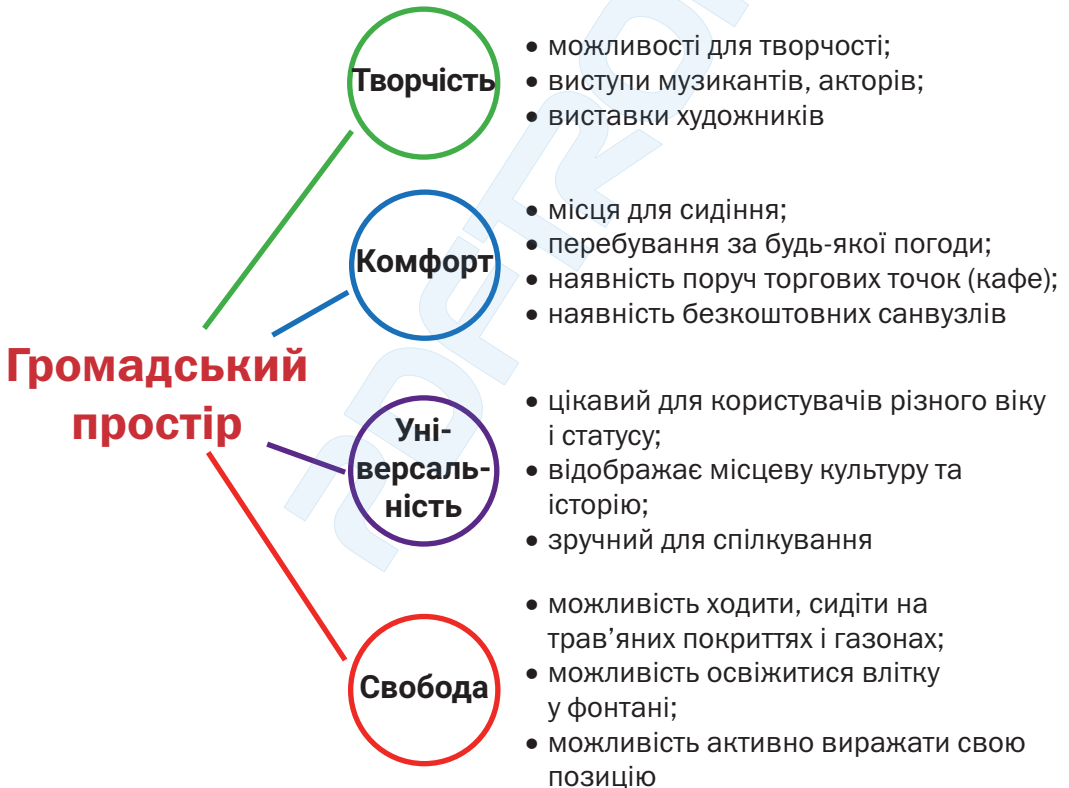 Громадський
простір
Творчість
• можливості для творчості;
• виступи музикантів, акторів;
• виставки художників
Комфорт
• місця для сидіння;
• перебування за будь-якої погоди;
• наявність поруч торгових точок (кафе);
• наявність безкоштовних санвузлів
Уні-
версаль-
ність
• цікавий для користувачів різного віку
і статусу;
• відображає місцеву культуру та
історію;
• зручний для спілкування
Свобода
• можливість ходити, сидіти на
трав’яних покриттях і газонах;
• можливість освіжитися влітку
у фонтані;
• можливість активно виражати свою
позицію
PDFTRO